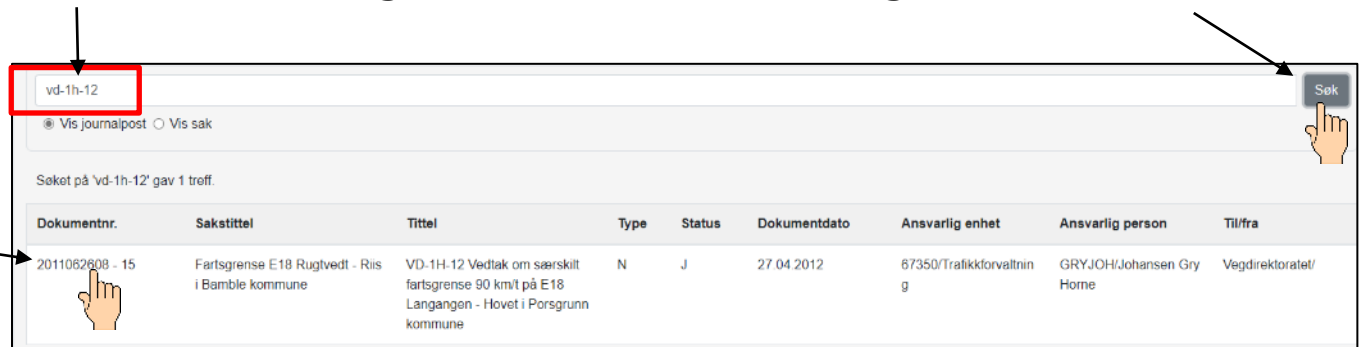 vd-1h-12
Søk
Vis journalpost Vis sak
Søket på 'vd-1h-12' gav 1 treff.
Dokumentnr. Sakstittel Tittel Type Status Dokumentdato Ansvarlig enhet Ansvarlig person Til/fra
2011062608 - 15 Fartsgrense E18 Rugtvedt - Riis VD-1H-12 Vedtak om særskilt N J 27.04.2012 67350/Trafikkforvaltnin GRYJOH/Johansen Gry Vegdirektoratet/
i Bamble kommune fartsgrense 90 km/t på E18 g Horne
Langangen - Hovet i Porsgrunn
kommune